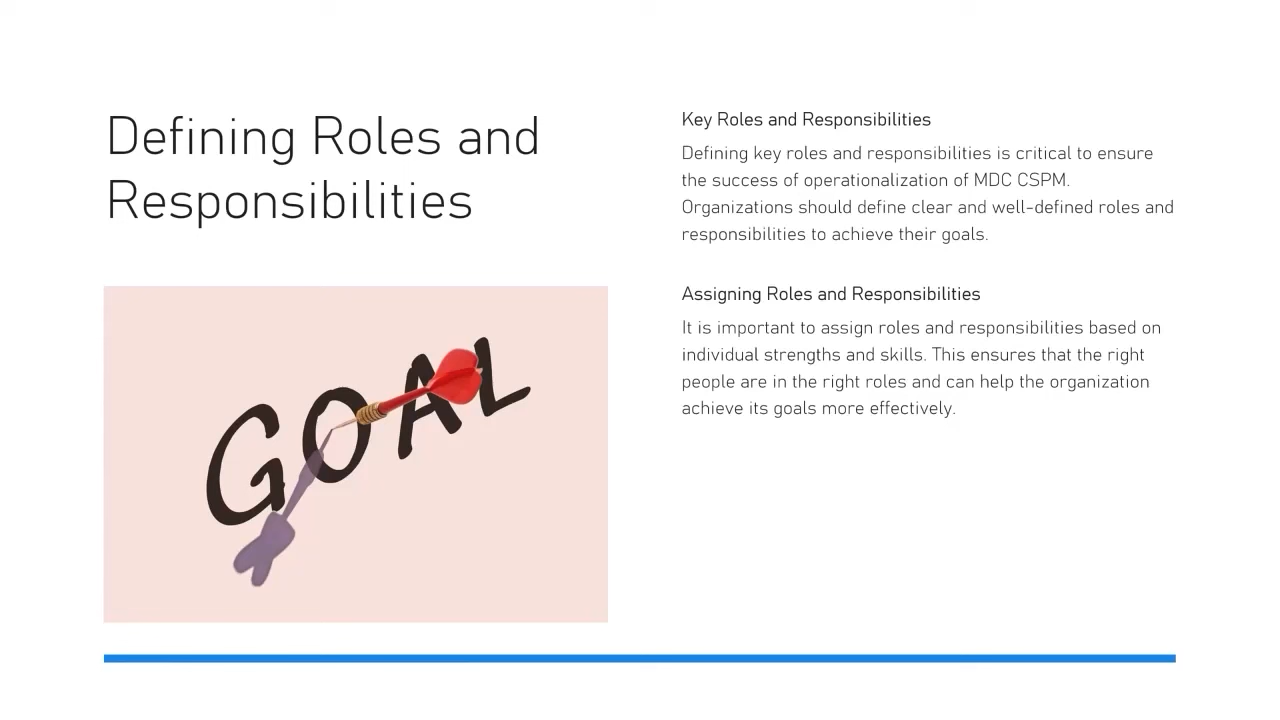 Defining Roles and
Responsibilities
GOAL
Key Roles and Responsibilities
Defining key roles and responsibilities is critical to ensure
the success of operationalization of MDC CSPM.
Organizations should define clear and well-defined roles and
responsibilities to achieve their goals.
Assigning Roles and Responsibilities
It is important to assign roles and responsibilities based on
individual strengths and skills. This ensures that the right
people are in the right roles and can help the organization
achieve its goals more effectively.